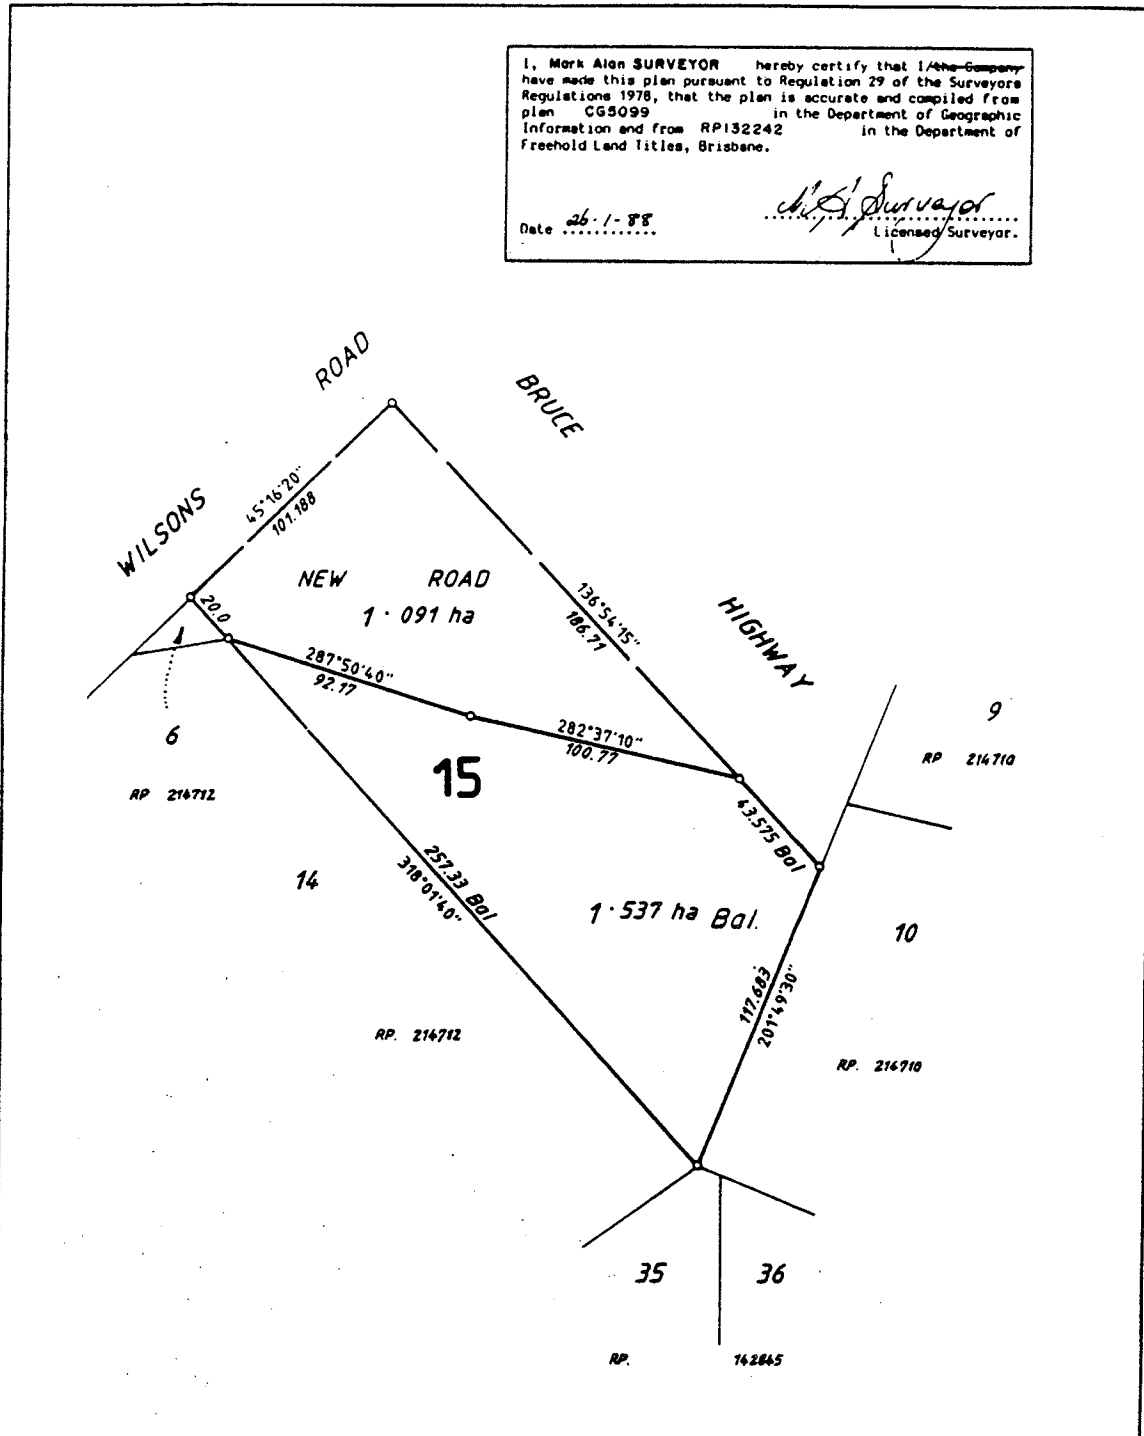 I, Mark Alan SURVEYOR hereby certify that I/the Company
have made this plan pursuant to Regulation 29 of the Surveyors
Regulations 1978, that the plan is accurate and compiled from
plan CG5099 in the Department of Geographic
Information and from RP132242 in the Department of
Freehold Land Titles, Brisbane.
M A Surveyor
Date 26-1-88
Licensed Surveyor.
WILSONS ROAD
BRUCE HIGHWAY
45°16'20"
101.188
NEW ROAD
1·091 ha
136°54'15"
186.71
20.0
287°50'40"
92.17
282°37'10"
100.77
6
RP 214712
15
9
RP 214710
43.575 Bal
257.33 Bal
318°01'40"
14
1·537 ha Bal.
10
117.683
201°49'30"
RP. 214712
RP. 214710
35
36
RP. 142845